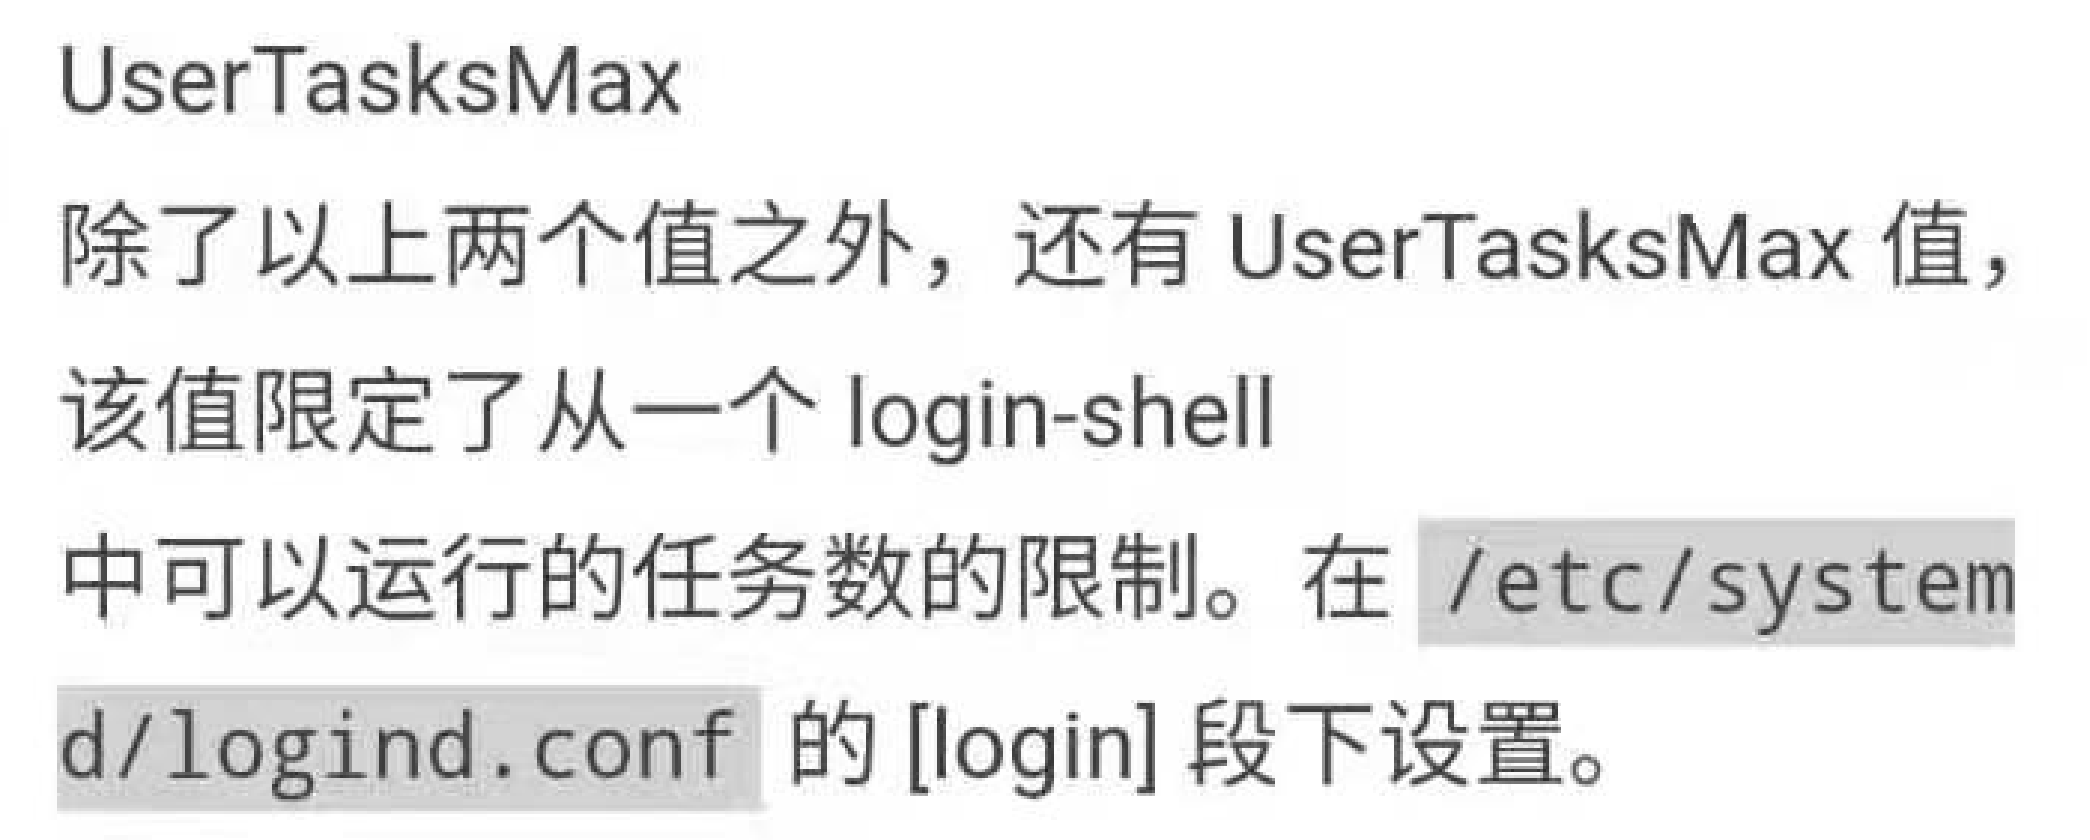 UserTasksMax
除了以上两个值之外，还有 UserTasksMax 值，
该值限定了从一个 login-shell
中可以运行的任务数的限制。在 /etc/system
d/logind.conf 的 [login] 段下设置。